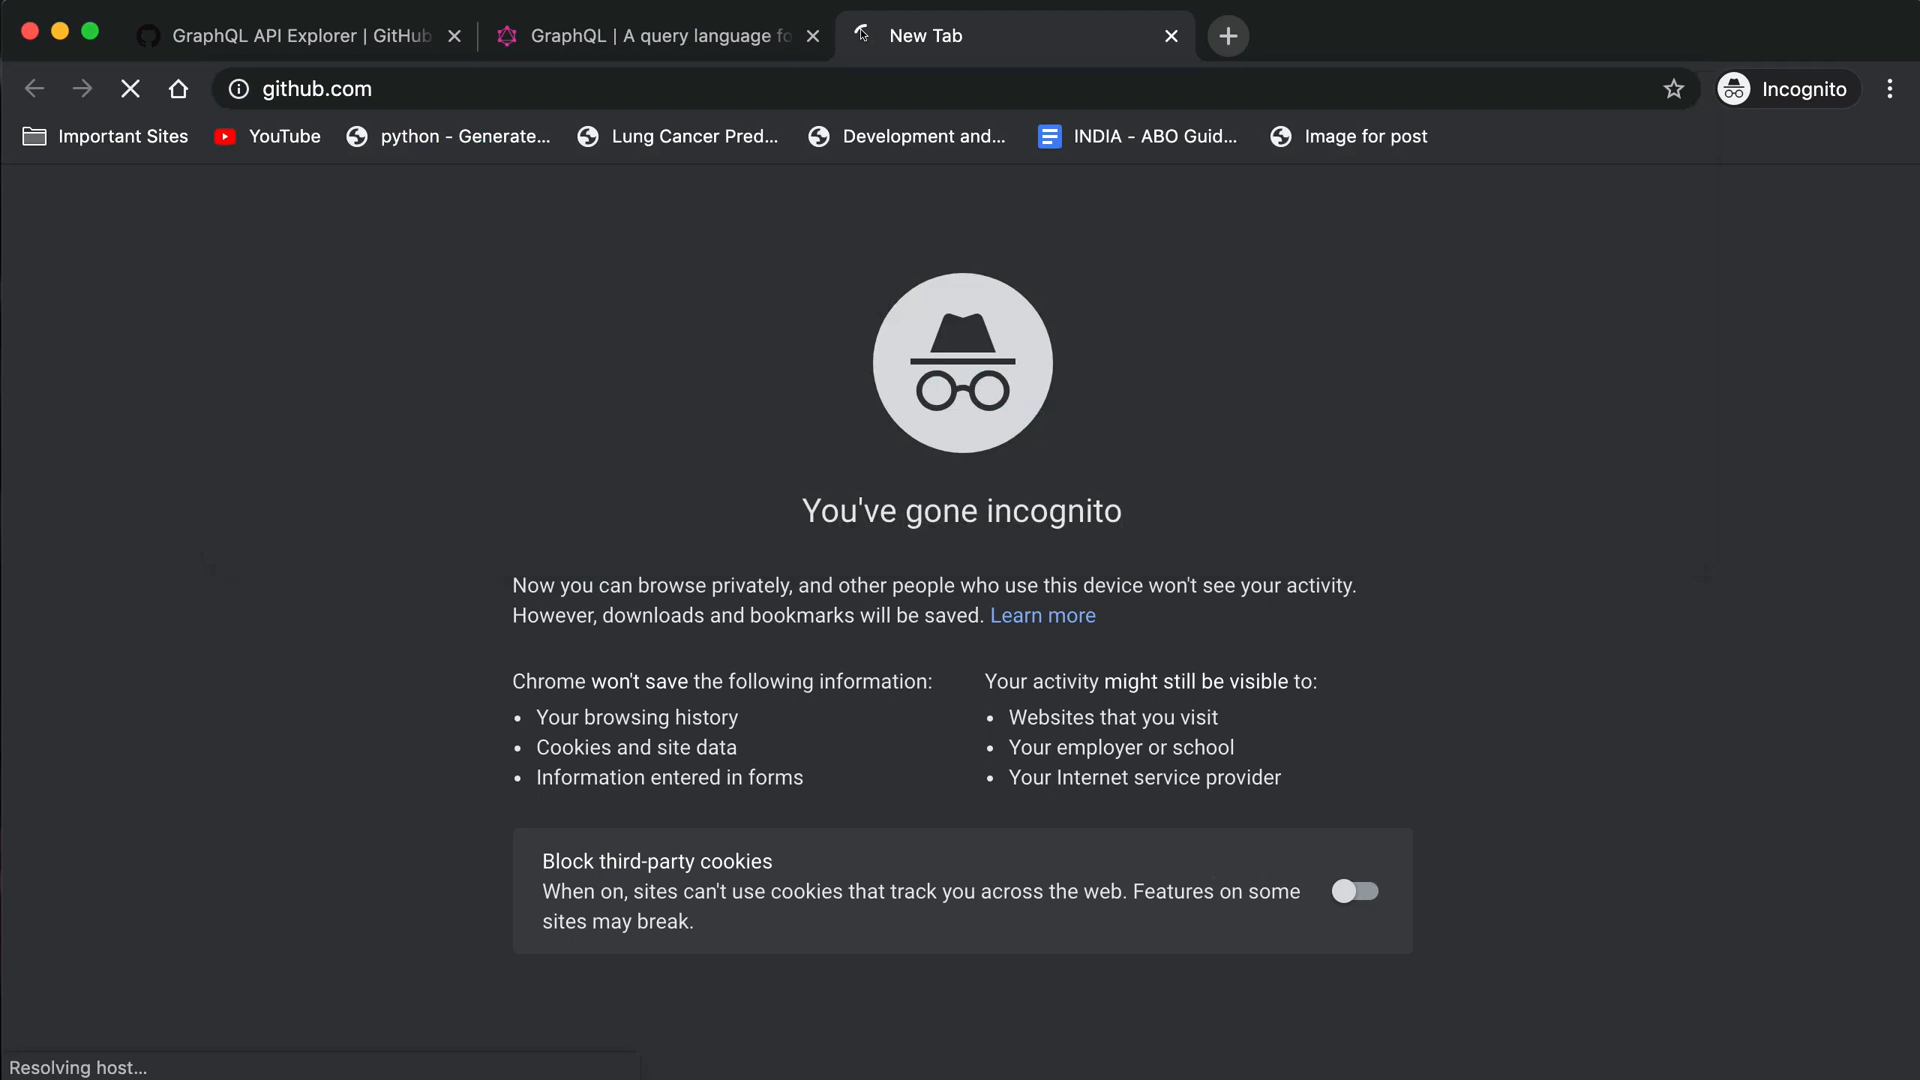 GraphQL API Explorer | GitHub
GraphQL | A query language fo
New Tab
github.com
Incognito
Important Sites
YouTube
python - Generate...
Lung Cancer Pred...
Development and...
INDIA - ABO Guid...
Image for post
You've gone incognito
Now you can browse privately, and other people who use this device won't see your activity.
However, downloads and bookmarks will be saved. Learn more
Chrome won't save the following information:
• Your browsing history
• Cookies and site data
• Information entered in forms
Your activity might still be visible to:
• Websites that you visit
• Your employer or school
• Your Internet service provider
Block third-party cookies
When on, sites can't use cookies that track you across the web. Features on some
sites may break.
Resolving host...